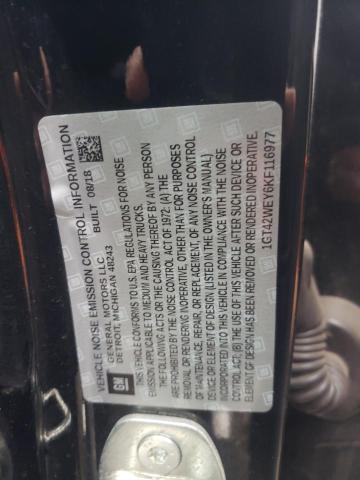 VEHICLE NOISE EMISSION CONTROL INFORMATION
GENERAL MOTORS LLC
DETROIT, MICHIGAN 48243
BUILT 08/18
GM
THIS VEHICLE CONFORMS TO U.S. EPA REGULATIONS FOR NOISE
EMISSION APPLICABLE TO MEDIUM AND HEAVY TRUCKS.
THE FOLLOWING ACTS OR THE CAUSING THEREOF BY ANY PERSON
ARE PROHIBITED BY THE NOISE CONTROL ACT OF 1972: (A) THE
REMOVAL OR RENDERING INOPERATIVE, OTHER THAN FOR PURPOSES
OF MAINTENANCE, REPAIR, OR REPLACEMENT, OF ANY NOISE CONTROL
DEVICE OR ELEMENT OF DESIGN (LISTED IN THE OWNER'S MANUAL)
INCORPORATED INTO THIS VEHICLE IN COMPLIANCE WITH THE NOISE
CONTROL ACT; (B) THE USE OF THIS VEHICLE AFTER SUCH DEVICE OR
ELEMENT OF DESIGN HAS BEEN REMOVED OR RENDERED INOPERATIVE.
1GT42WEY6KF116977